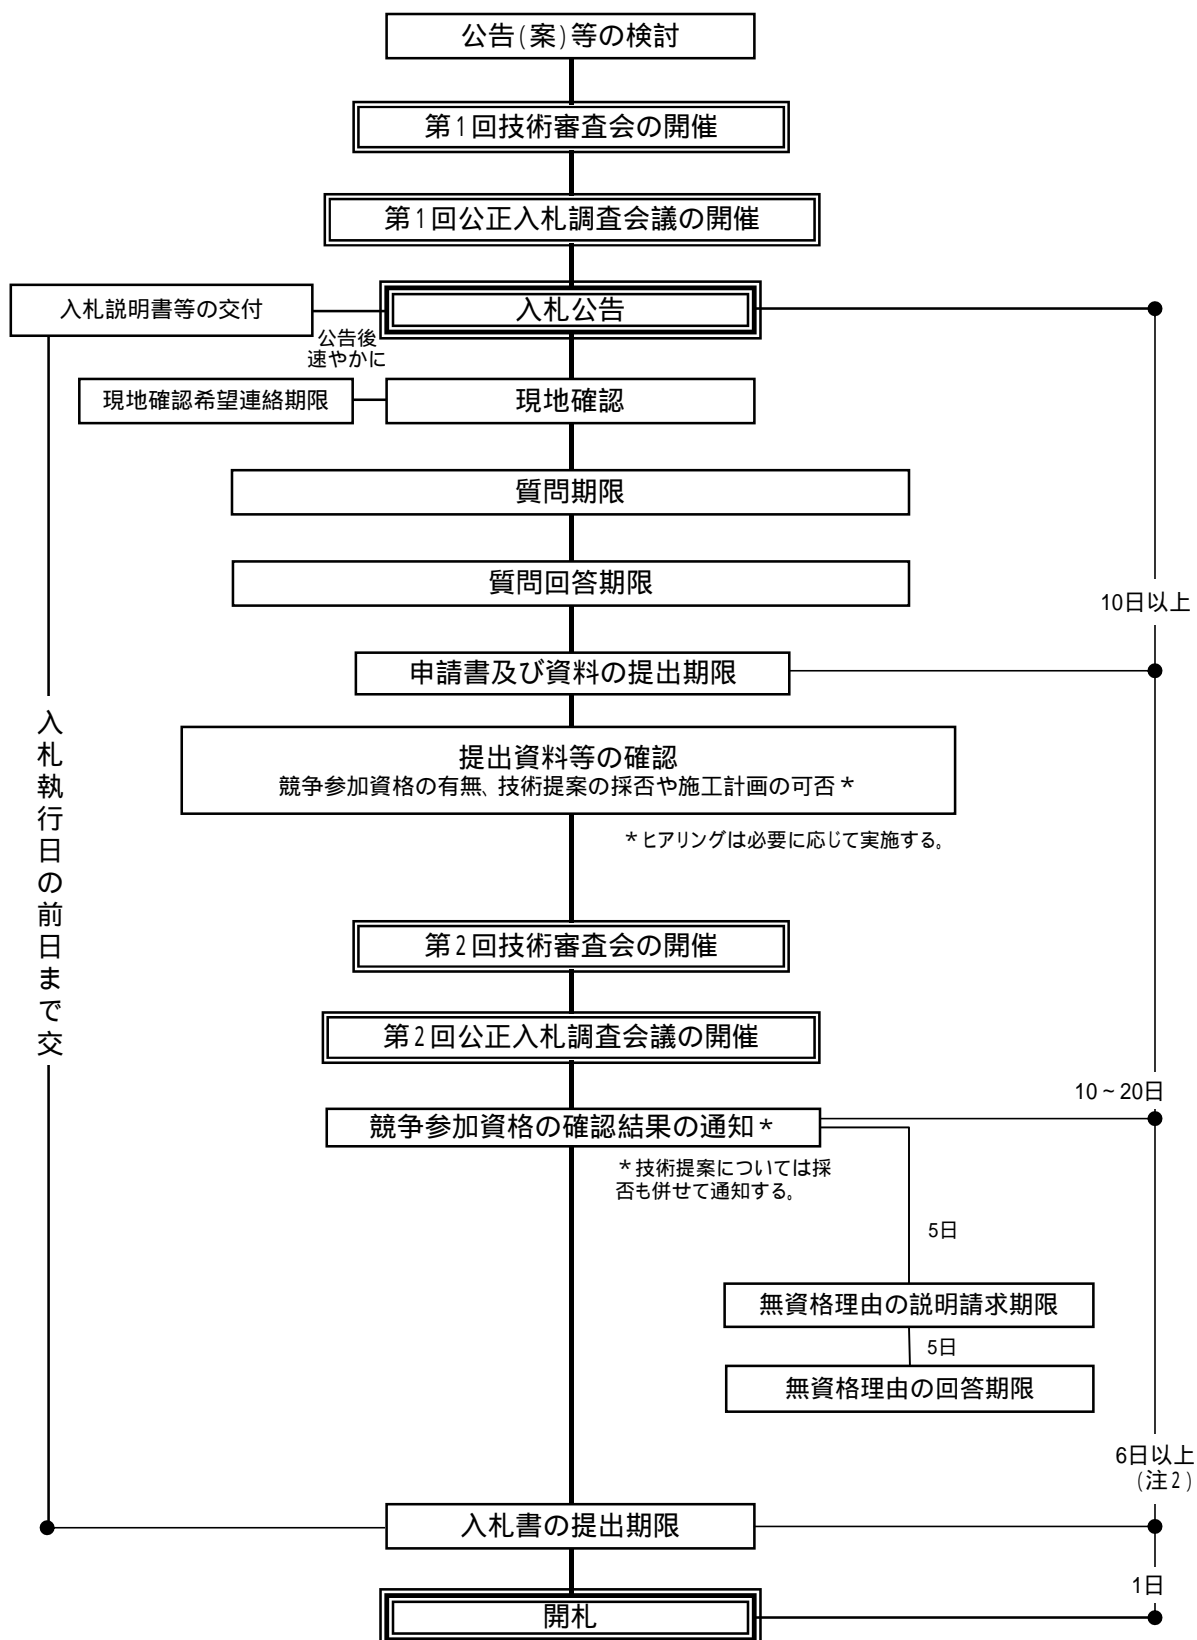 公告(案)等の検討
第1回技術審査会の開催
第1回公正入札調査会議の開催
入札説明書等の交付
入札公告
公告後
速やかに
現地確認希望連絡期限
現地確認
質問期限
質問回答期限
10日以上
申請書及び資料の提出期限
入札執行日の前日まで交
提出資料等の確認
競争参加資格の有無、技術提案の採否や施工計画の可否*
*ヒアリングは必要に応じて実施する。
第2回技術審査会の開催
第2回公正入札調査会議の開催
10~20日
競争参加資格の確認結果の通知*
*技術提案については採
否も併せて通知する。
5日
無資格理由の説明請求期限
5日
無資格理由の回答期限
6日以上
(注2)
入札書の提出期限
1日
開札